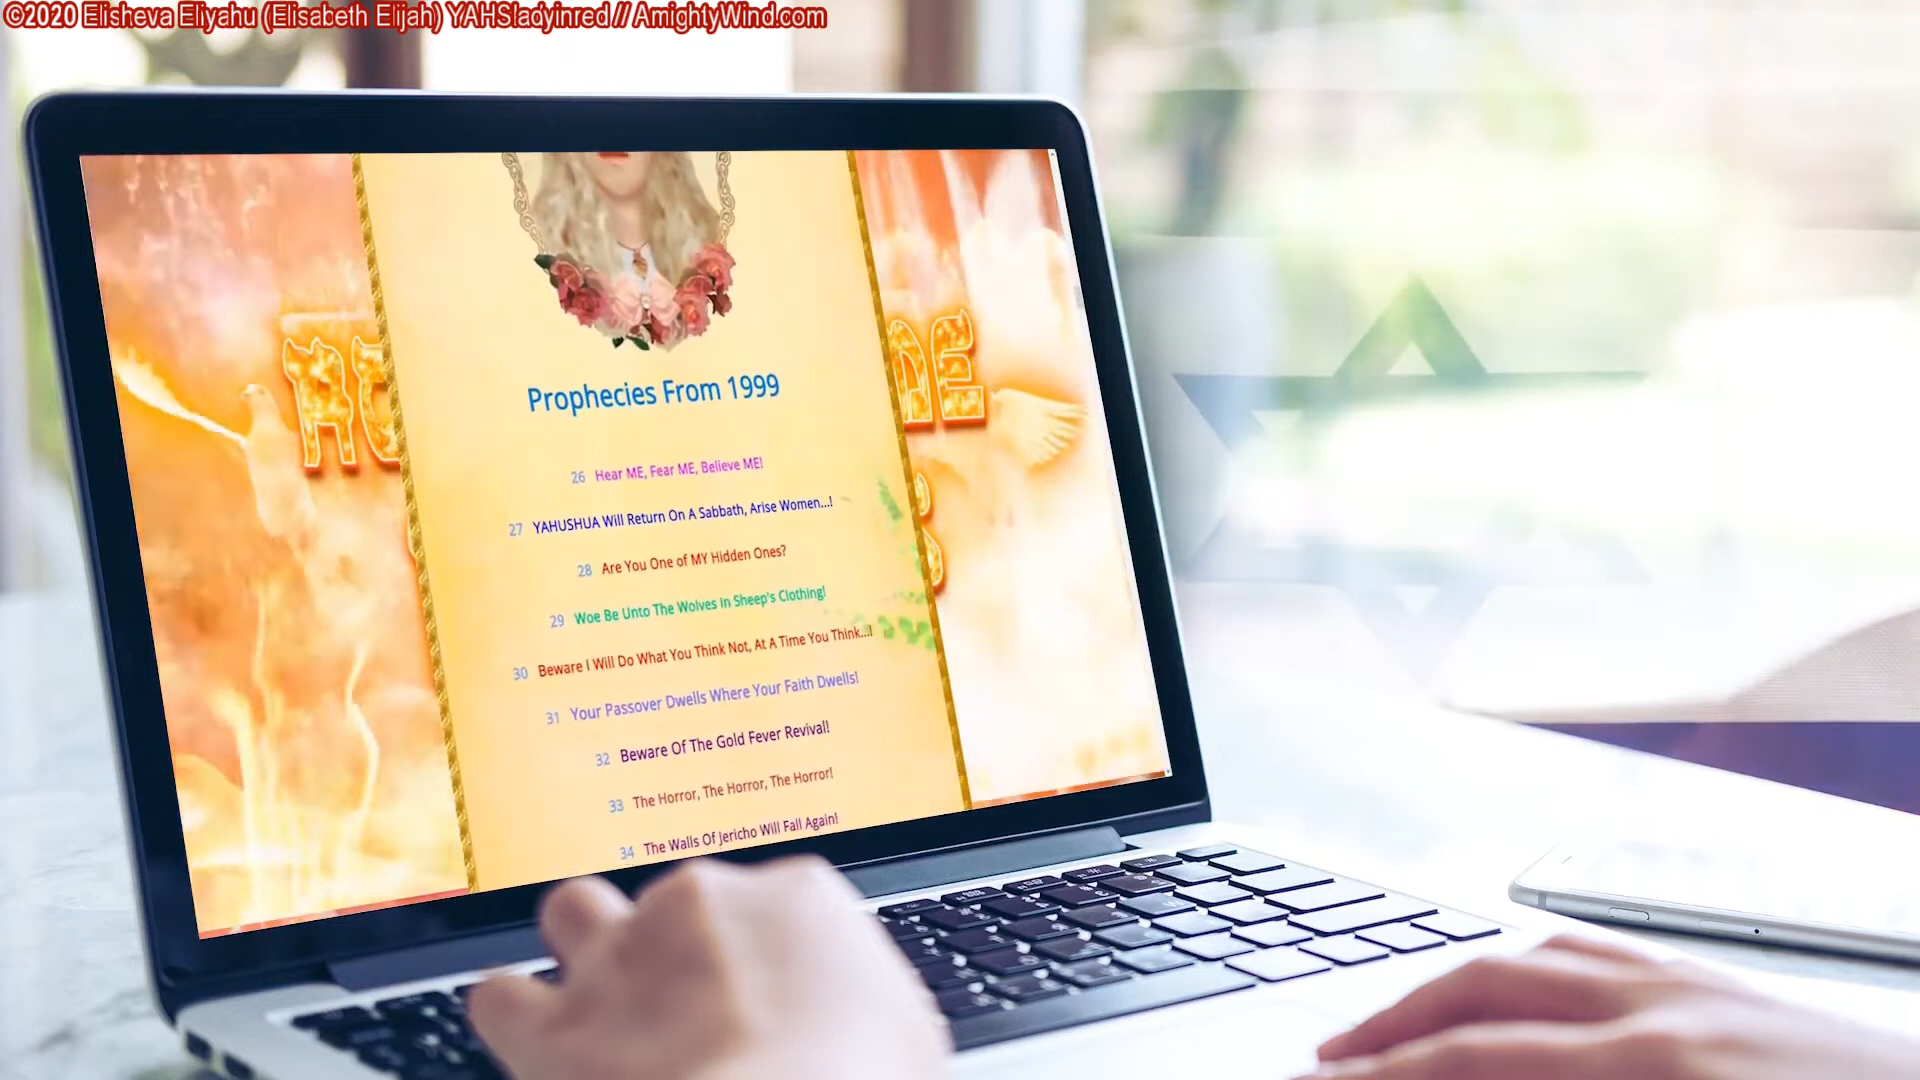 ©2020 Elisheva Eliyahu (Elisabeth Elijah) YAHSladyinred // AmightyWind.com
Prophecies From 1999
26 Hear ME, Fear ME, Believe ME!
27 YAHUSHUA Will Return On A Sabbath, Arise Women...!
28 Are You One of MY Hidden Ones?
29 Woe Be Unto The Wolves In Sheep's Clothing!
30 Beware I Will Do What You Think Not, At A Time You Think...!
31 Your Passover Dwells Where Your Faith Dwells!
32 Beware Of The Gold Fever Revival!
33 The Horror, The Horror, The Horror!
34 The Walls Of Jericho Will Fall Again!